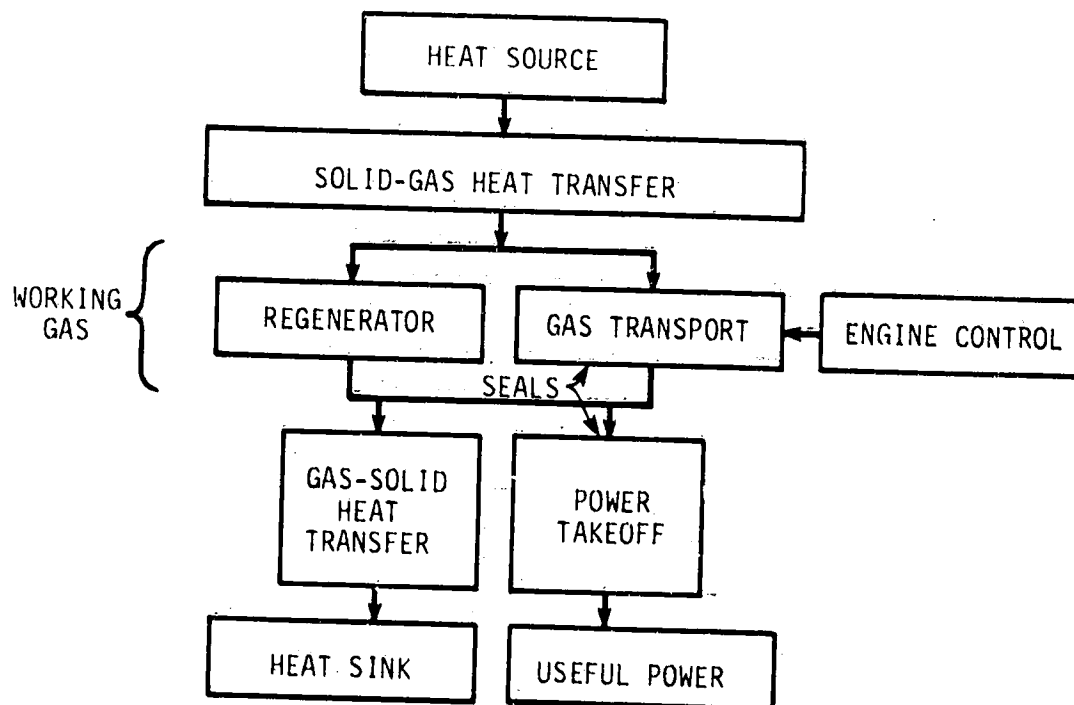 HEAT SOURCE
SOLID-GAS HEAT TRANSFER
WORKING
GAS
REGENERATOR
GAS TRANSPORT
ENGINE CONTROL
SEALS
GAS-SOLID
HEAT
TRANSFER
POWER
TAKEOFF
HEAT SINK
USEFUL POWER